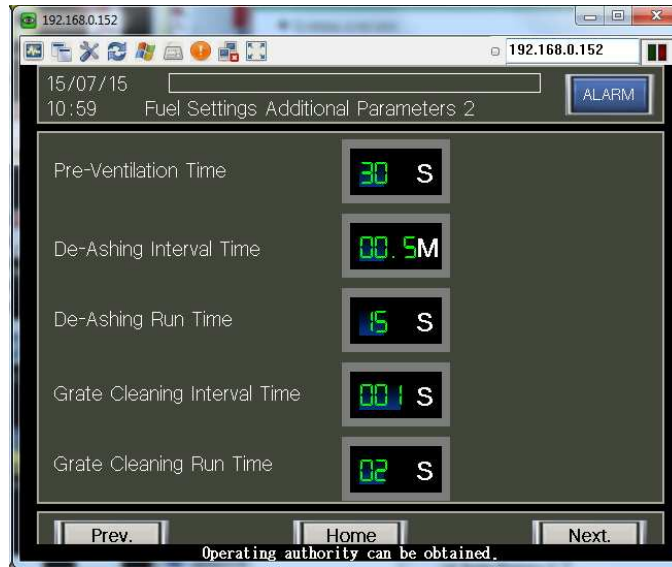 192.168.0.152
192.168.0.152
15/07/15
ALARM
10:59 Fuel Settings Additional Parameters 2
Pre-Ventilation Time 30 S
De-Ashing Interval Time 00.5M
De-Ashing Run Time 15 S
Grate Cleaning Interval Time 001 S
Grate Cleaning Run Time 02 S
Prev. Home Next.
Operating authority can be obtained.